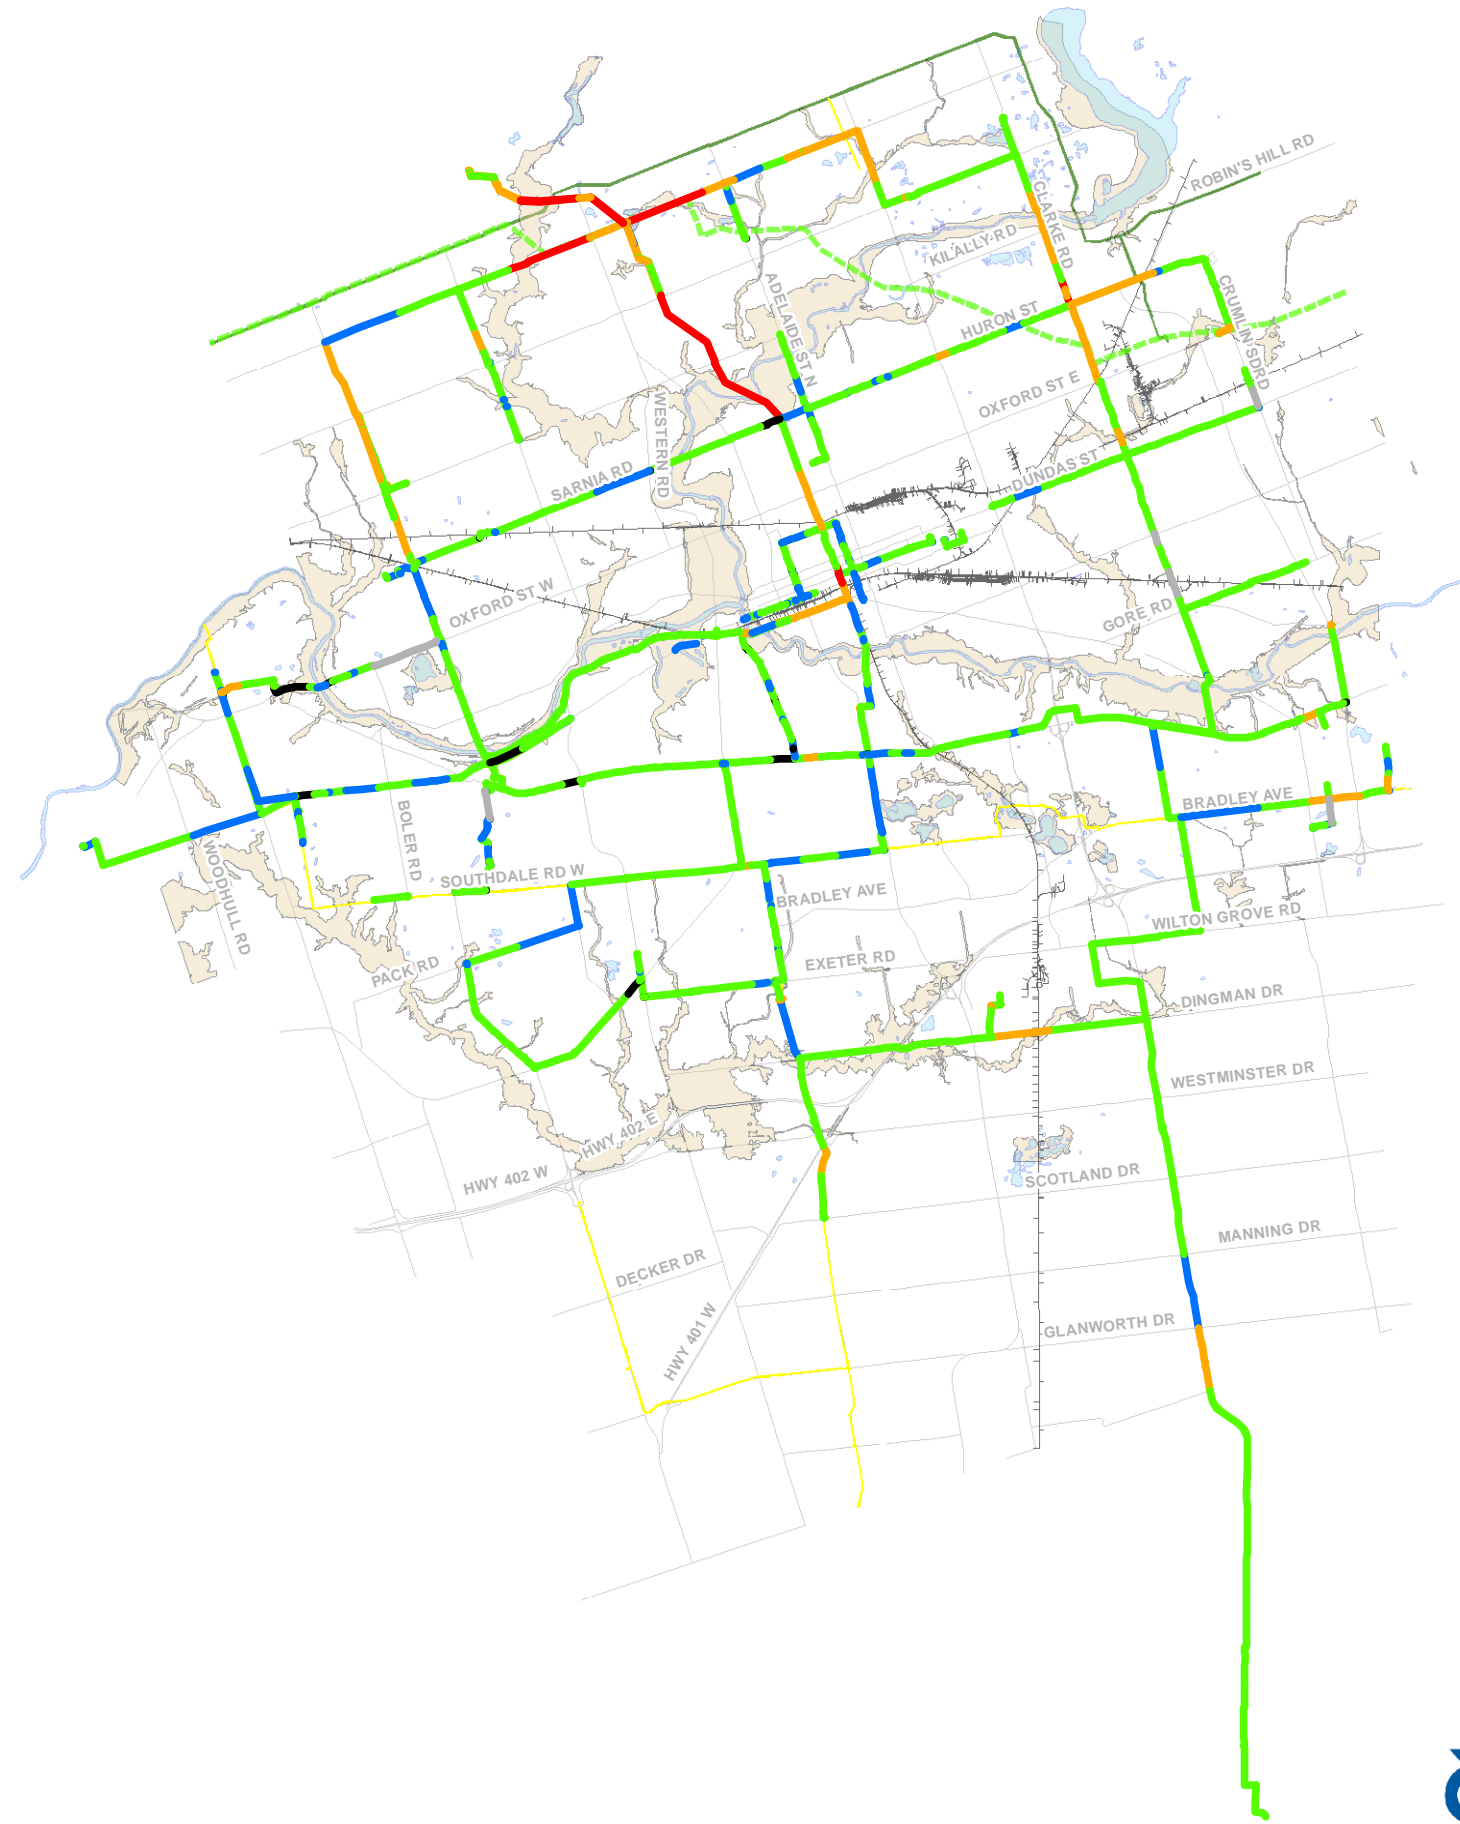 ROBIN'S HILL RD
CLARKE RD
KILALLY RD
ADELAIDE ST N
CRUMLIN SDRD
HURON ST
OXFORD ST E
WESTERN RD
SARNIA RD
DUNDAS ST
OXFORD ST W
GORE RD
BRADLEY AVE
BOLER RD
WOODHULL RD
SOUTHDALE RD W
BRADLEY AVE
WILTON GROVE RD
PACK RD
EXETER RD
DINGMAN DR
WESTMINSTER DR
HWY 402 E
HWY 402 W
SCOTLAND DR
MANNING DR
DECKER DR
HWY 401 W
GLANWORTH DR